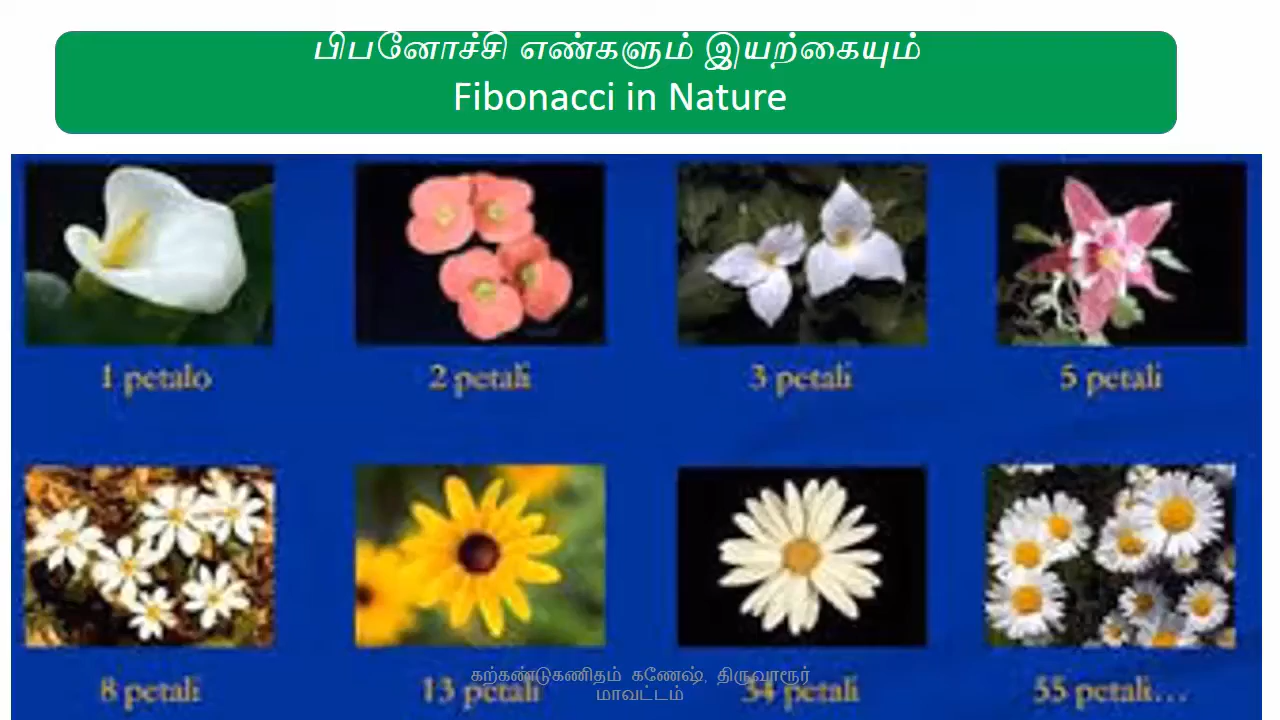 பிபனோச்சி எண்களும் இயற்கையும்
Fibonacci in Nature
1 petalo
2 petali
3 petali
5 petali
8 petali
13 petali
34 petali
55 petali...
கற்கண்டுகணிதம் கணேஷ், திருவாரூர்
மாவட்டம்